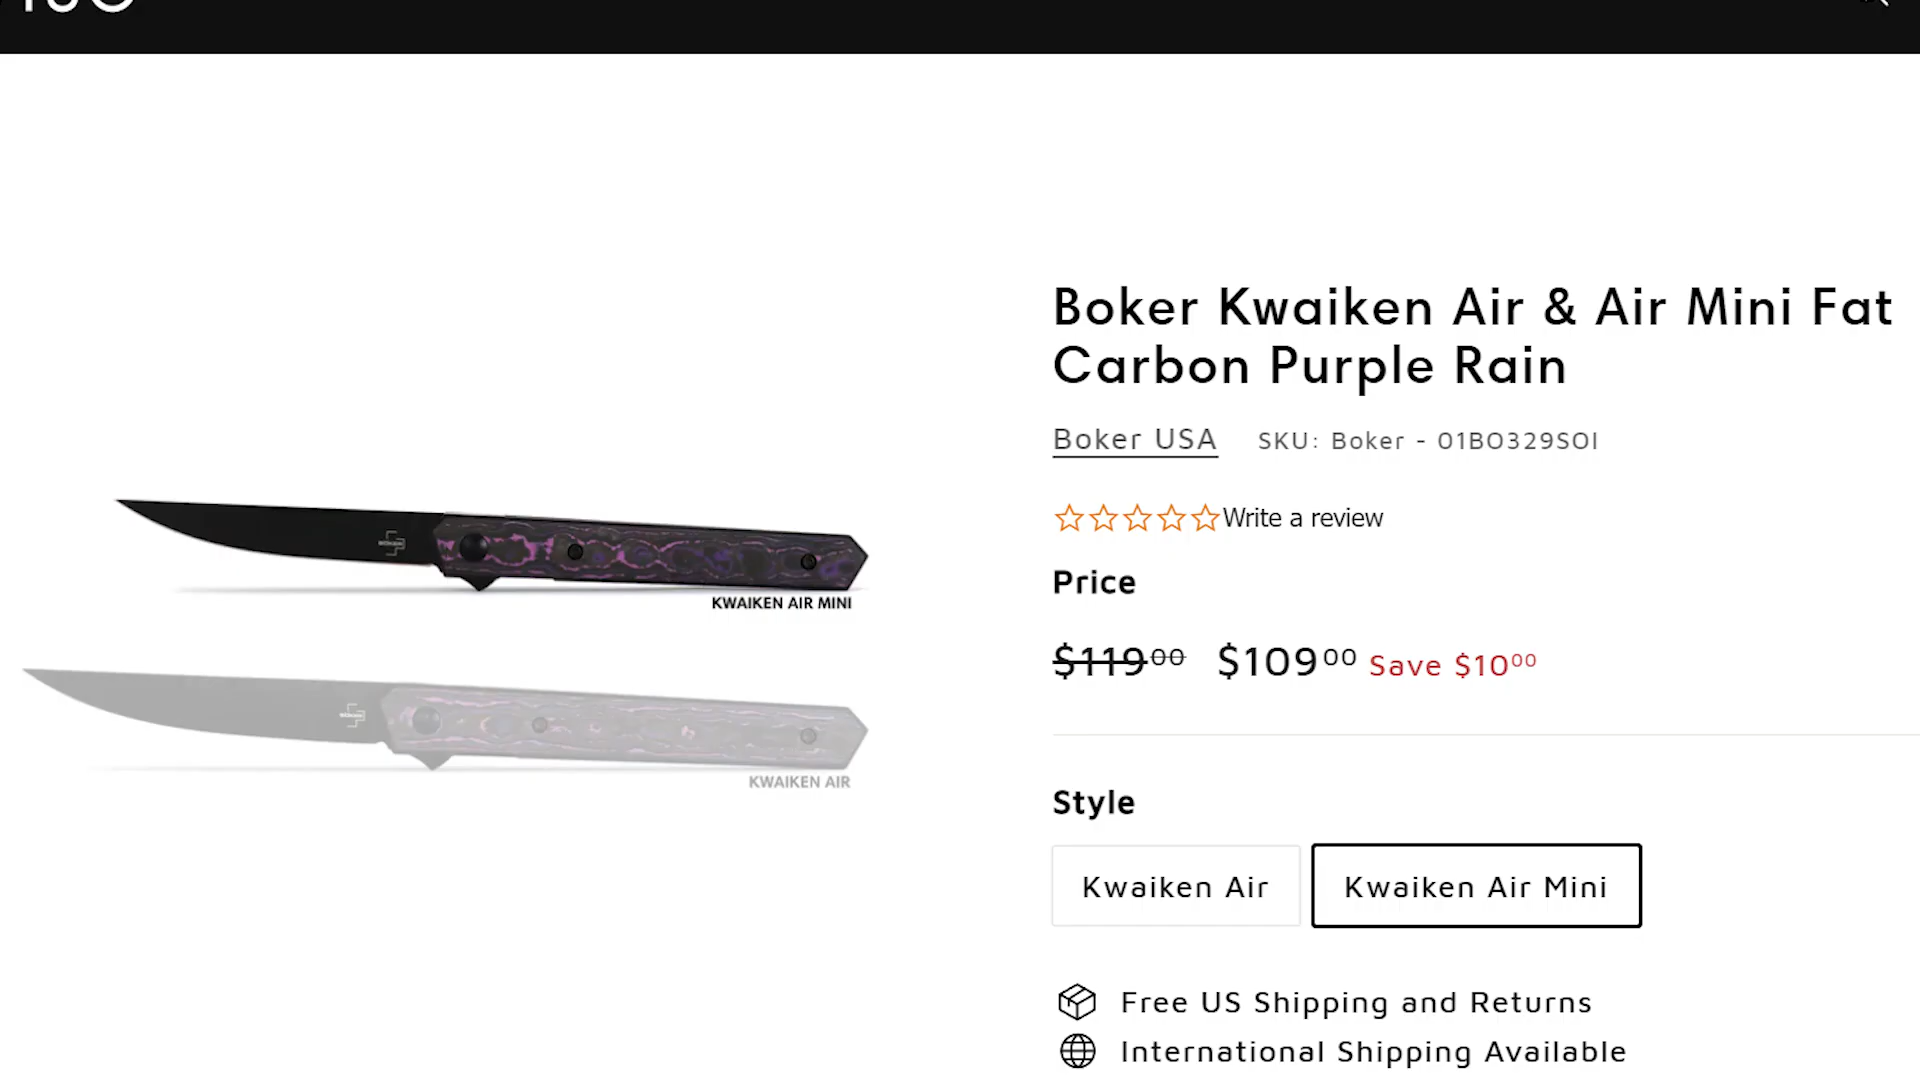 Boker Kwaiken Air & Air Mini Fat
Carbon Purple Rain
Boker USA SKU: Boker - 01BO329SOI
Write a review
Price
$119.00 $109.00 Save $10.00
KWAIKEN AIR MINI
KWAIKEN AIR
Style
Kwaiken Air Kwaiken Air Mini
Free US Shipping and Returns
International Shipping Available